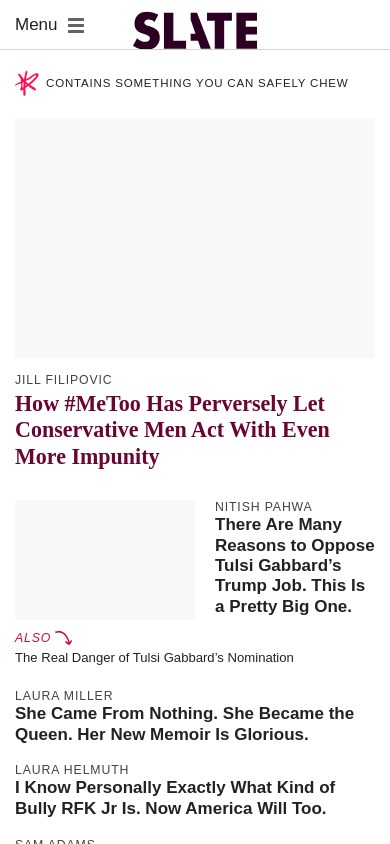 Menu
SLATE
CONTAINS SOMETHING YOU CAN SAFELY CHEW
JILL FILIPOVIC
How #MeToo Has Perversely Let
Conservative Men Act With Even
More Impunity
NITISH PAHWA
There Are Many
Reasons to Oppose
Tulsi Gabbard’s
Trump Job. This Is
a Pretty Big One.
ALSO
The Real Danger of Tulsi Gabbard’s Nomination
LAURA MILLER
She Came From Nothing. She Became the
Queen. Her New Memoir Is Glorious.
LAURA HELMUTH
I Know Personally Exactly What Kind of
Bully RFK Jr Is. Now America Will Too.
SAM ADAMS